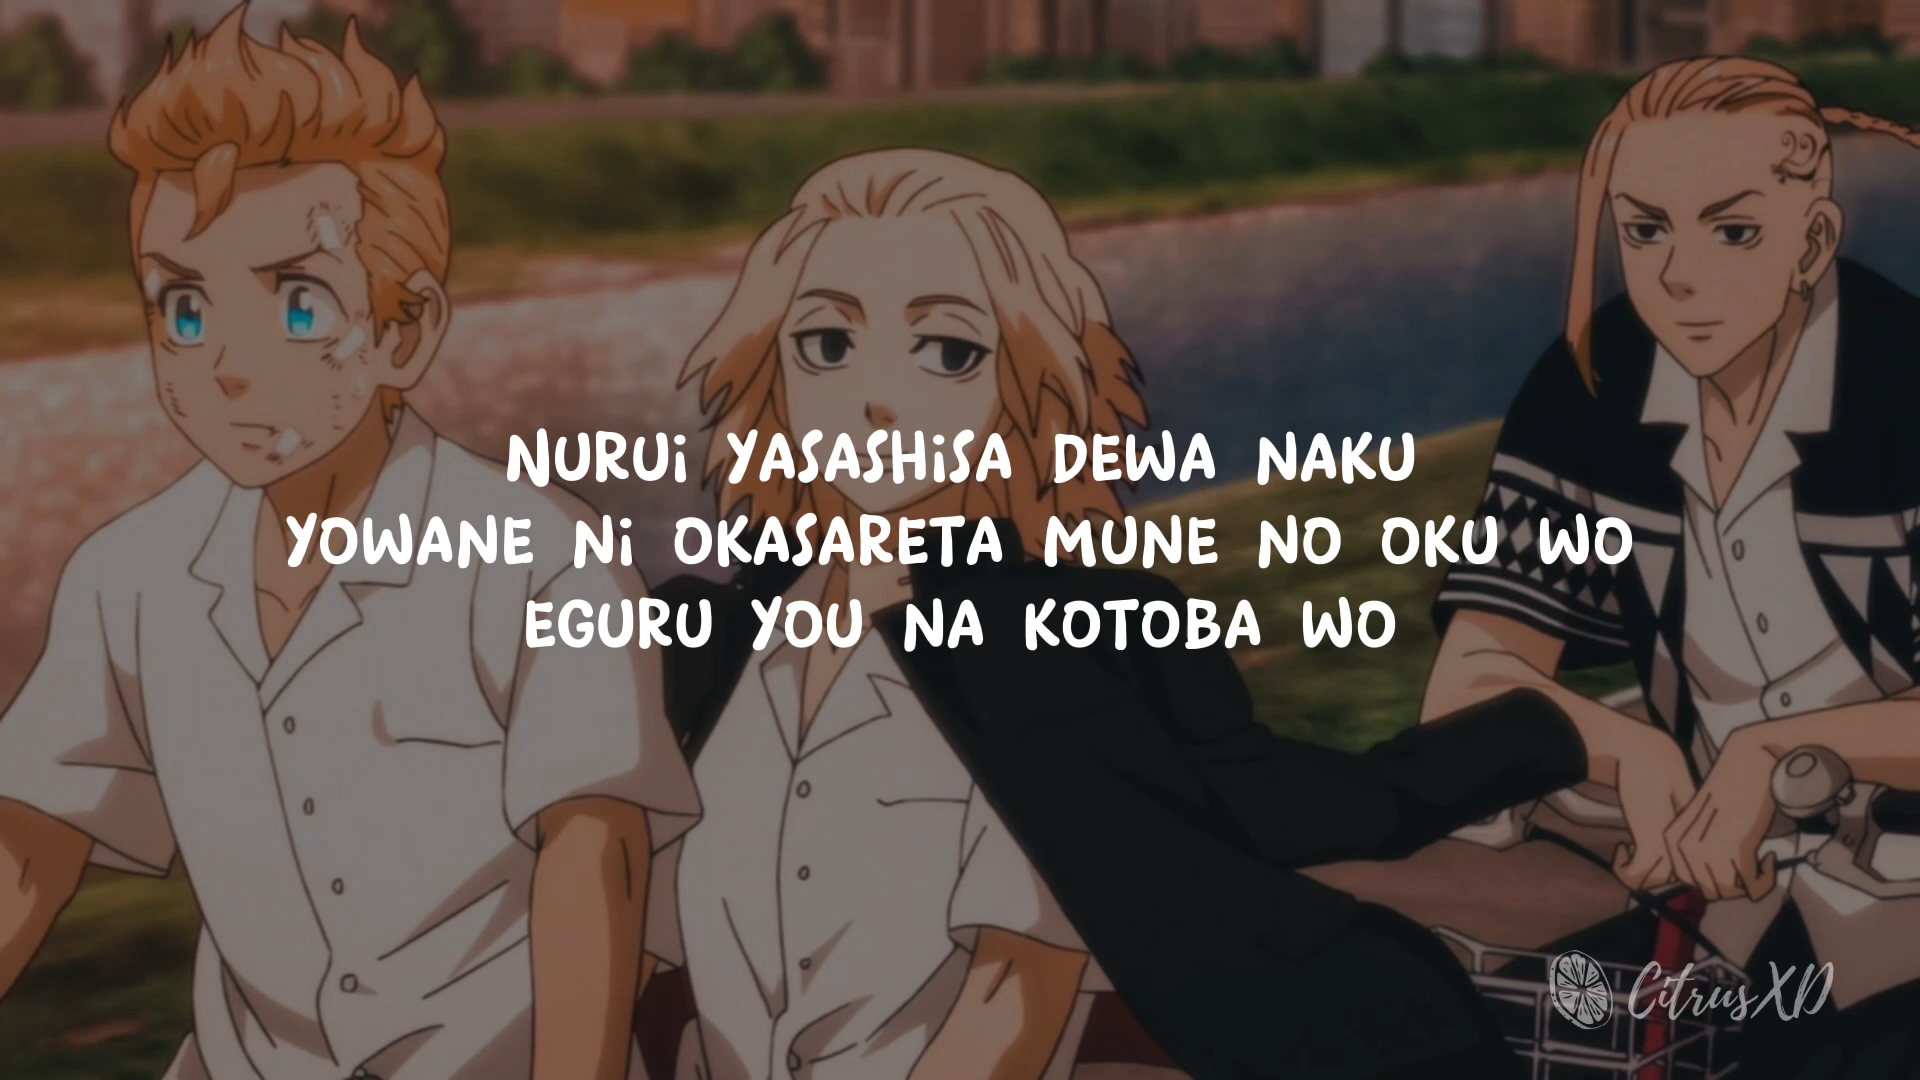 NURUi YASASHiSA DEWA NAKU
YOWANE Ni OKASARETA MUNE NO OKU WO
EGURU YOU NA KOTOBA WO
CitrusXD